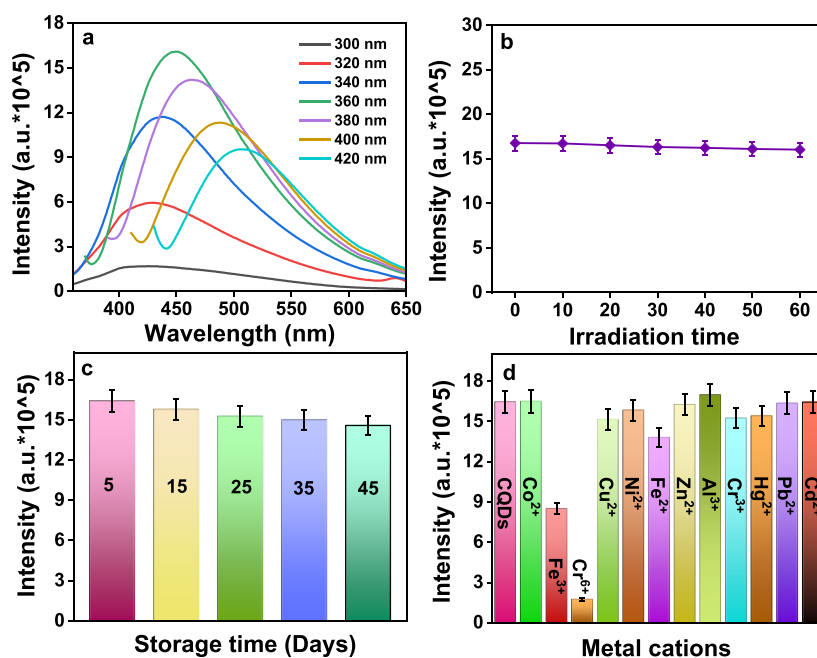 a
18
15
12
9
6
3
0
Intensity (a.u.*10^5)
300 nm
320 nm
340 nm
360 nm
380 nm
400 nm
420 nm
400 450 500 550 600 650
Wavelength (nm)
b
30
25
20
15
10
5
0
Intensity (a.u.*10^5)
0 10 20 30 40 50 60
Irradiation time
c
18
15
12
9
6
3
0
Intensity (a.u.*10^5)
5 15 25 35 45
Storage time (Days)
d
18
15
12
9
6
3
0
Intensity (a.u.*10^5)
CQDs
Co2+
Fe3+
Cr6+
Cu2+
Ni2+
Fe2+
Zn2+
Al3+
Cr3+
Hg2+
Pb2+
Cd2+
Metal cations